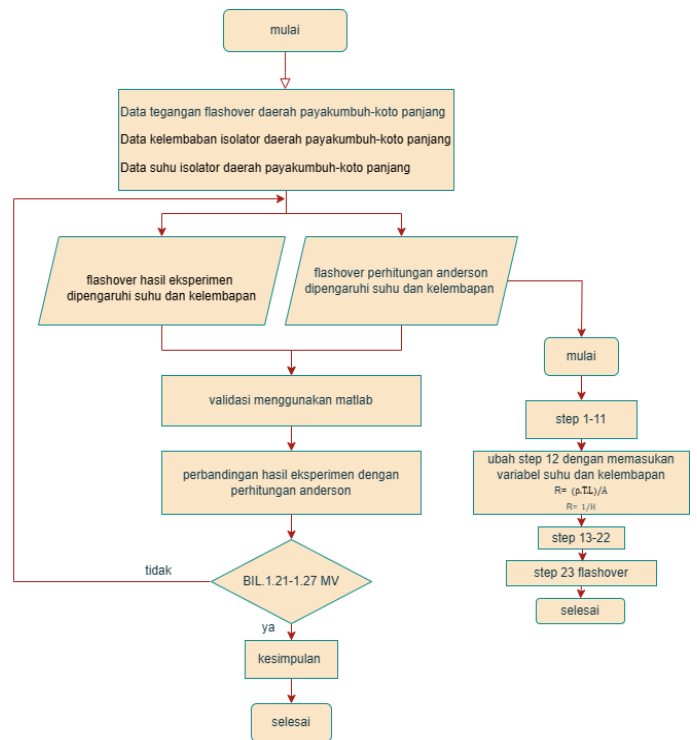 mulai
Data tegangan flashover daerah payakumbuh-koto panjang
Data kelembaban isolator daerah payakumbuh-koto panjang
Data suhu isolator daerah payakumbuh-koto panjang
flashover hasil eksperimen
dipengaruhi suhu dan kelembapan
flashover perhitungan anderson
dipengaruhi suhu dan kelembapan
validasi menggunakan matlab
perbandingan hasil eksperimen dengan
perhitungan anderson
tidak
BIL.1.21-1.27 MV
ya
kesimpulan
selesai
mulai
step 1-11
ubah step 12 dengan memasukan
variabel suhu dan kelembapan
R= (ρ.T.L)/A
R= 1/H
step 13-22
step 23 flashover
selesai